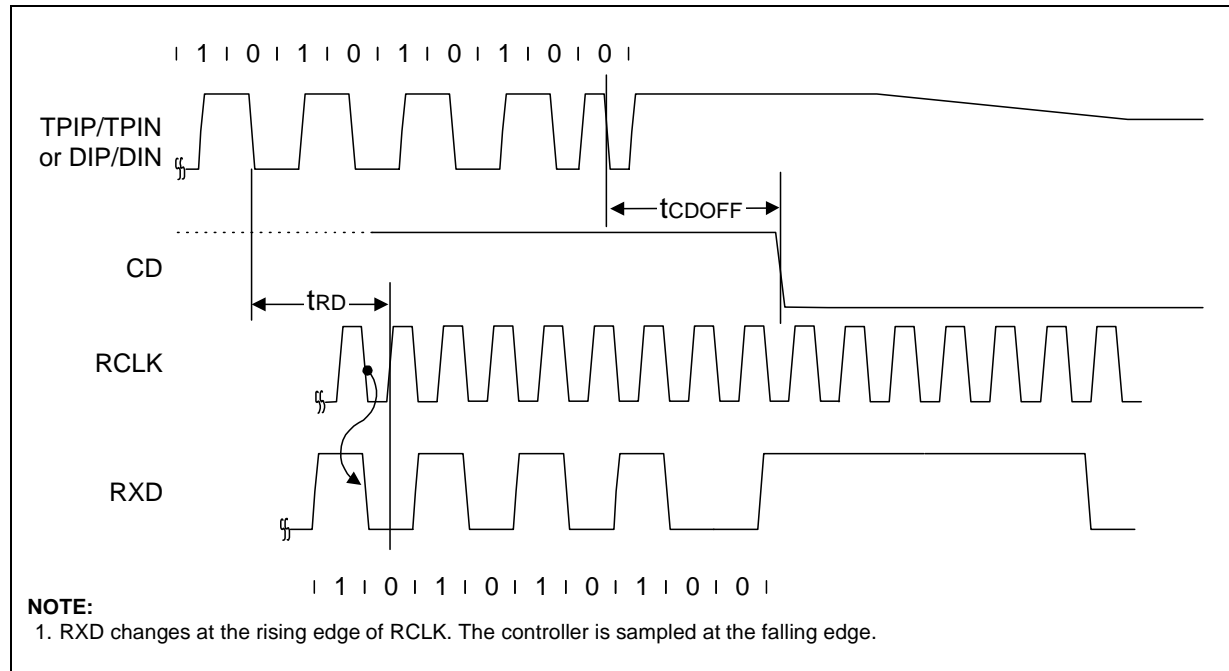 1 0 1 0 1 0 1 0 0
TPIP/TPIN
or DIP/DIN
tCDOFF
CD
tRD
RCLK
RXD
1 0 1 0 1 0 1 0 0
NOTE:
1. RXD changes at the rising edge of RCLK. The controller is sampled at the falling edge.